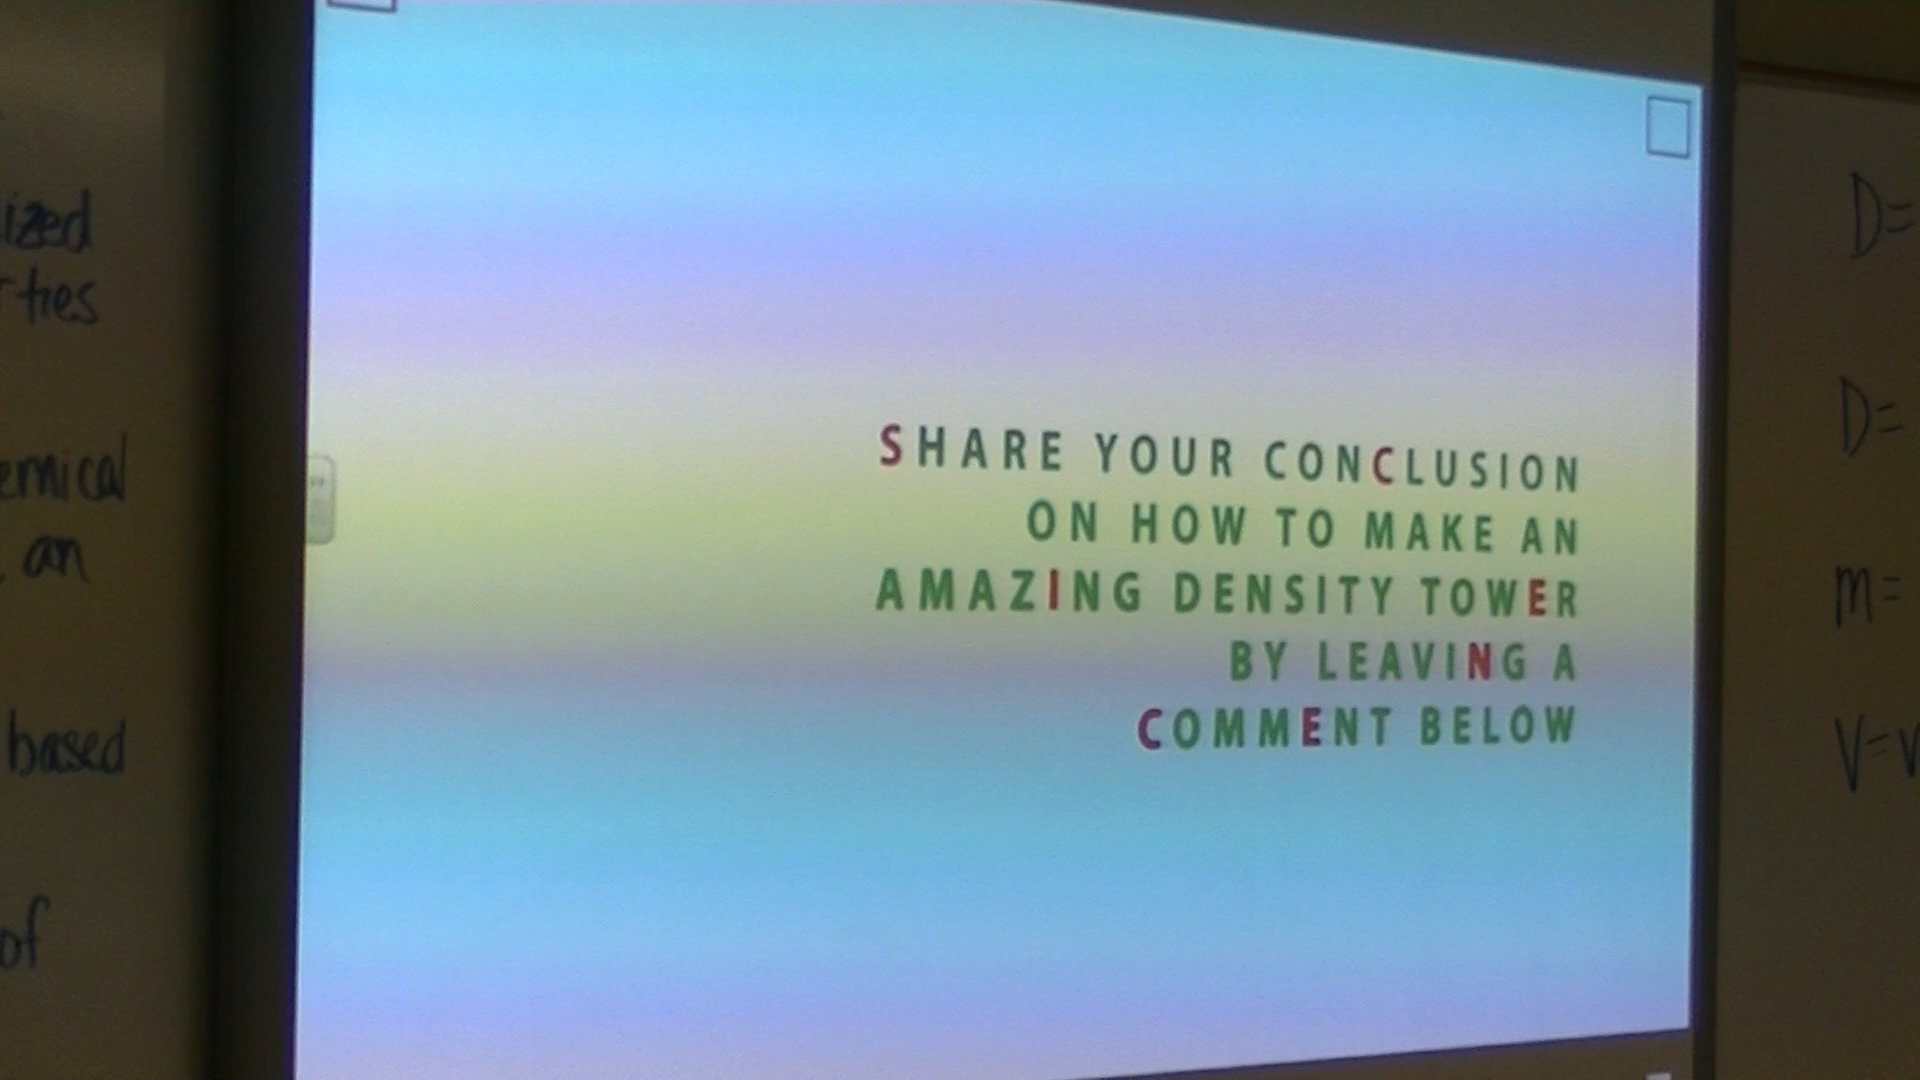 ized
ties
emical
an
based
of
SHARE YOUR CONCLUSION
ON HOW TO MAKE AN
AMAZING DENSITY TOWER
BY LEAVING A
COMMENT BELOW
D=
D=
m=
V=